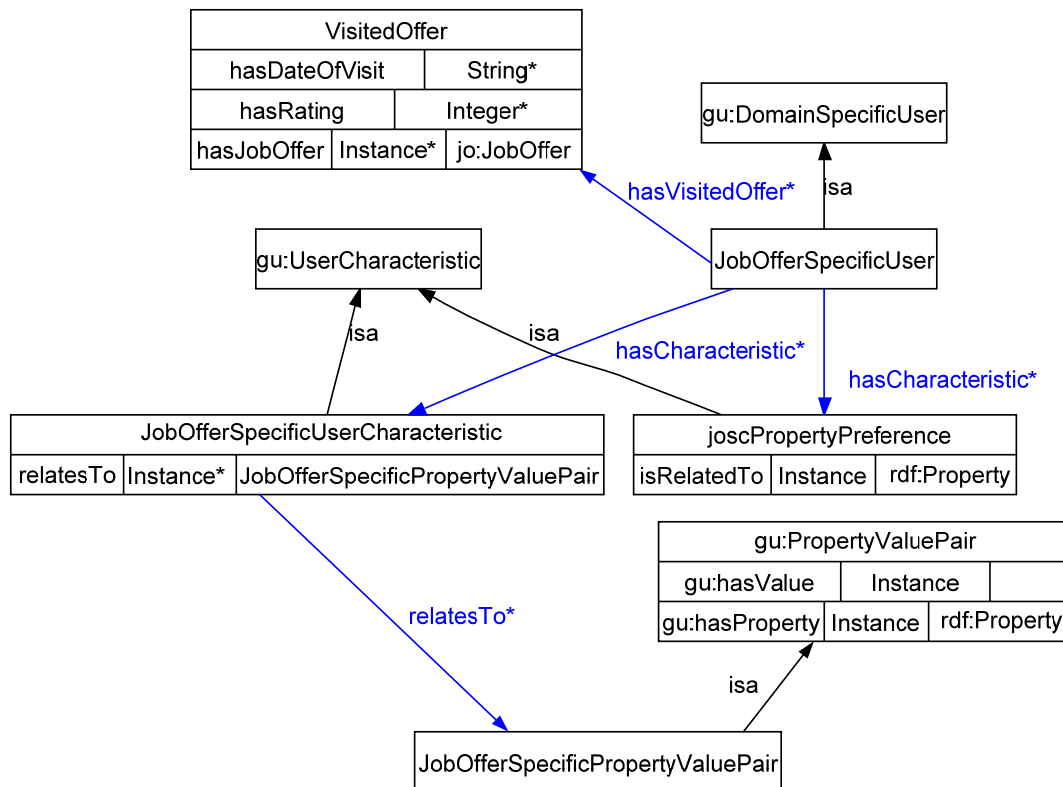 VisitedOffer
hasDateOfVisit String*
hasRating Integer*
hasJobOffer Instance* jo:JobOffer
gu:DomainSpecificUser
isa
hasVisitedOffer*
JobOfferSpecificUser
gu:UserCharacteristic
isa
isa
hasCharacteristic*
hasCharacteristic*
JobOfferSpecificUserCharacteristic
relatesTo Instance* JobOfferSpecificPropertyValuePair
joscPropertyPreference
isRelatedTo Instance rdf:Property
gu:PropertyValuePair
gu:hasValue Instance
gu:hasProperty Instance rdf:Property
relatesTo*
isa
JobOfferSpecificPropertyValuePair